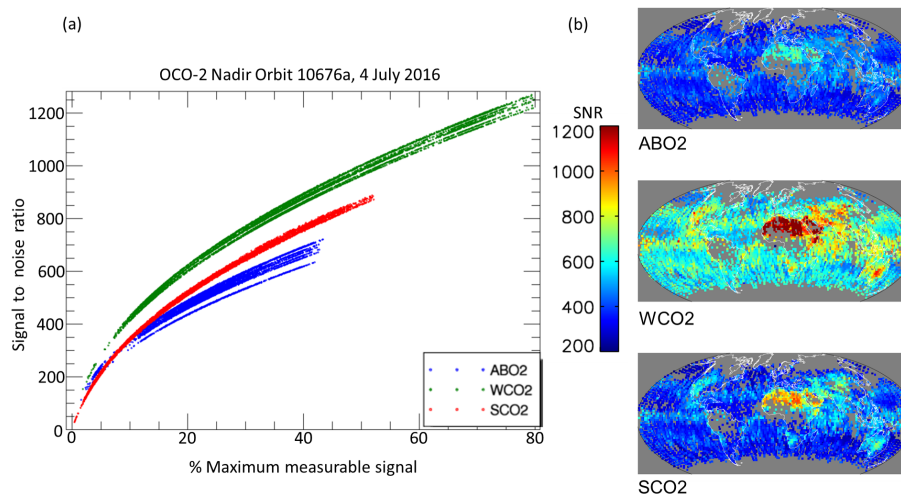 (a)
(b)
OCO-2 Nadir Orbit 10676a, 4 July 2016
Signal to noise ratio
1200
1000
800
600
400
200
0
0
20
40
60
80
% Maximum measurable signal
ABO2
WCO2
SCO2
SNR
1200
1000
800
600
400
200
ABO2
WCO2
SCO2